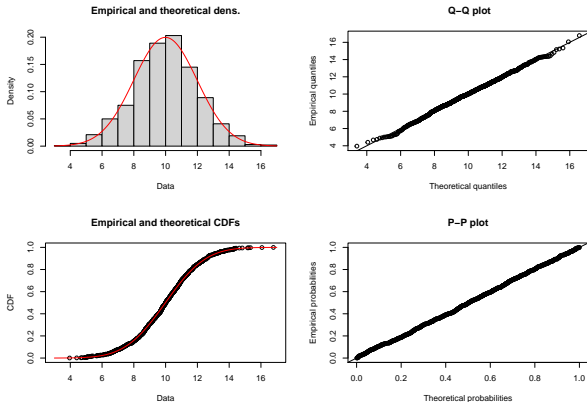 Empirical and theoretical dens.
Density
0.00 0.05 0.10 0.15 0.20
4 6 8 10 12 14 16
Data
Q−Q plot
Empirical quantiles
4 6 8 10 12 14 16
4 6 8 10 12 14 16
Theoretical quantiles
Empirical and theoretical CDFs
CDF
0.0 0.2 0.4 0.6 0.8 1.0
4 6 8 10 12 14 16
Data
P−P plot
Empirical probabilities
0.0 0.2 0.4 0.6 0.8 1.0
0.0 0.2 0.4 0.6 0.8 1.0
Theoretical probabilities